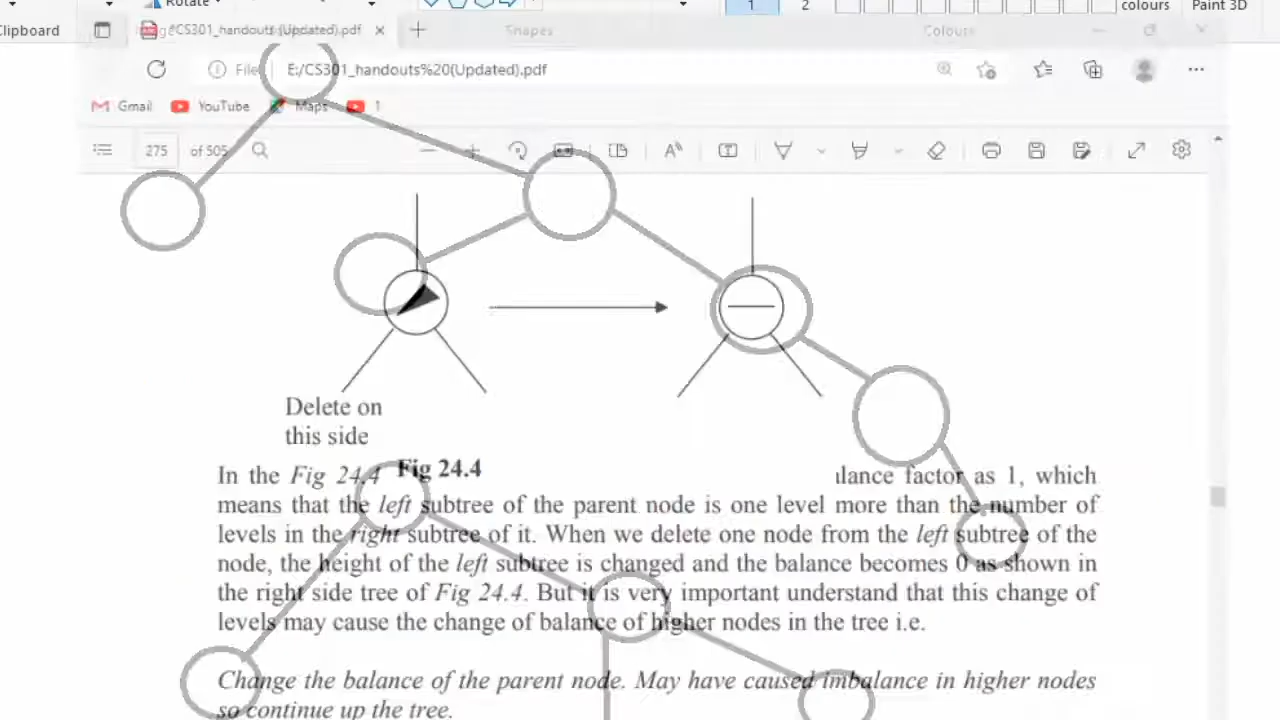 Rotate
1
2
colours
Paint 3D
Clipboard
CS301_handouts (Updated).pdf
Shapes
Colours
File
E:/CS301_handouts%20(Updated).pdf
Gmail
YouTube
Maps
1
275
of 505
Delete on
this side
Fig 24.4
In the Fig 24.4
lance factor as 1, which
means that the left subtree of the parent node is one level more than the number of
levels in the right subtree of it. When we delete one node from the left subtree of the
node, the height of the left subtree is changed and the balance becomes 0 as shown in
the right side tree of Fig 24.4. But it is very important understand that this change of
levels may cause the change of balance of higher nodes in the tree i.e.
Change the balance of the parent node. May have caused imbalance in higher nodes
so continue up the tree.